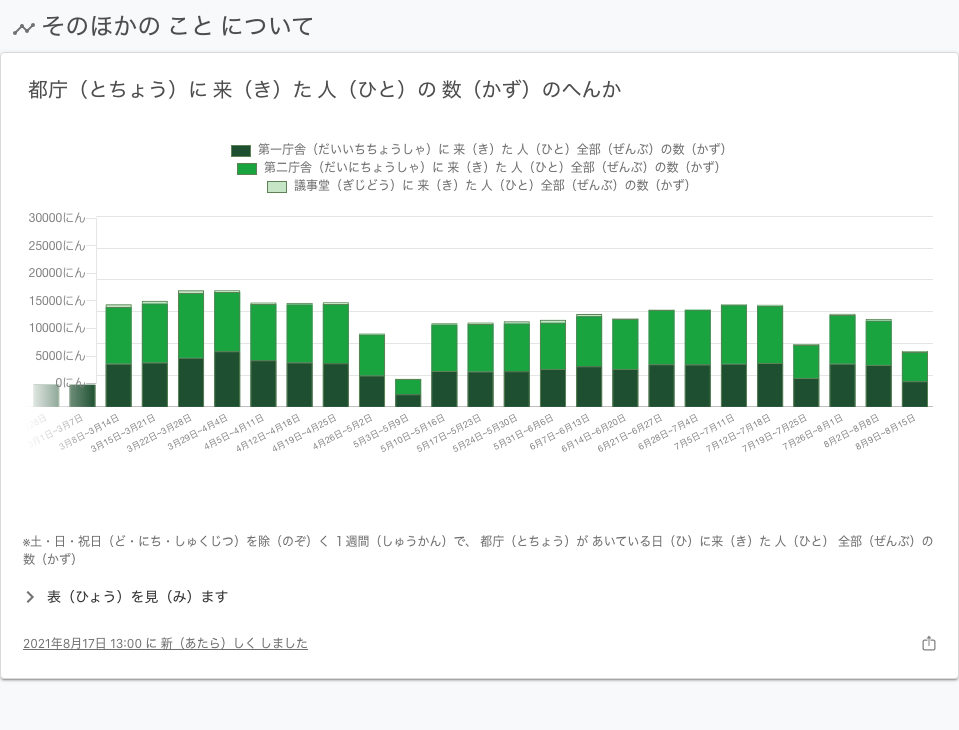 そのほかの こと について
都庁（とちょう）に 来（き）た 人（ひと）の 数（かず）のへんか
第一庁舎（だいいちちょうしゃ）に 来（き）た 人（ひと）全部（ぜんぶ）の数（かず）
第二庁舎（だいにちょうしゃ）に 来（き）た 人（ひと）全部（ぜんぶ）の数（かず）
議事堂（ぎじどう）に 来（き）た 人（ひと）全部（ぜんぶ）の数（かず）
30000にん
25000にん
20000にん
15000にん
10000にん
5000にん
0にん
3月1日~3月7日
3月8日~3月14日
3月15日~3月21日
3月22日~3月28日
3月29日~4月4日
4月5日~4月11日
4月12日~4月18日
4月19日~4月25日
4月26日~5月2日
5月3日~5月9日
5月10日~5月16日
5月17日~5月23日
5月24日~5月30日
5月31日~6月6日
6月7日~6月13日
6月14日~6月20日
6月21日~6月27日
6月28日~7月4日
7月5日~7月11日
7月12日~7月18日
7月19日~7月25日
7月26日~8月1日
8月2日~8月8日
8月9日~8月15日
※土・日・祝日（ど・にち・しゅくじつ）を除（のぞ）く １週間（しゅうかん）で、 都庁（とちょう）が あいている日（ひ）に来（き）た 人（ひと） 全部（ぜんぶ）の
数（かず）
表（ひょう）を見（み）ます
2021年8月17日 13:00 に 新（あたら）しく しました